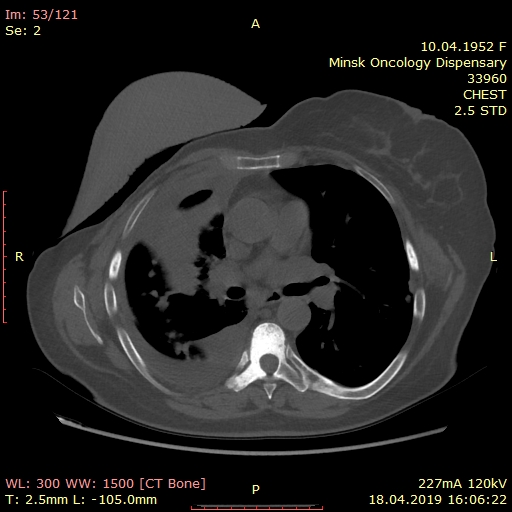 Im: 53/121
Se: 2
A
10.04.1952 F
Minsk Oncology Dispensary
33960
CHEST
2.5 STD
R
L
WL: 300 WW: 1500 [CT Bone]
T: 2.5mm L: -105.0mm
P
227mA 120kV
18.04.2019 16:06:22